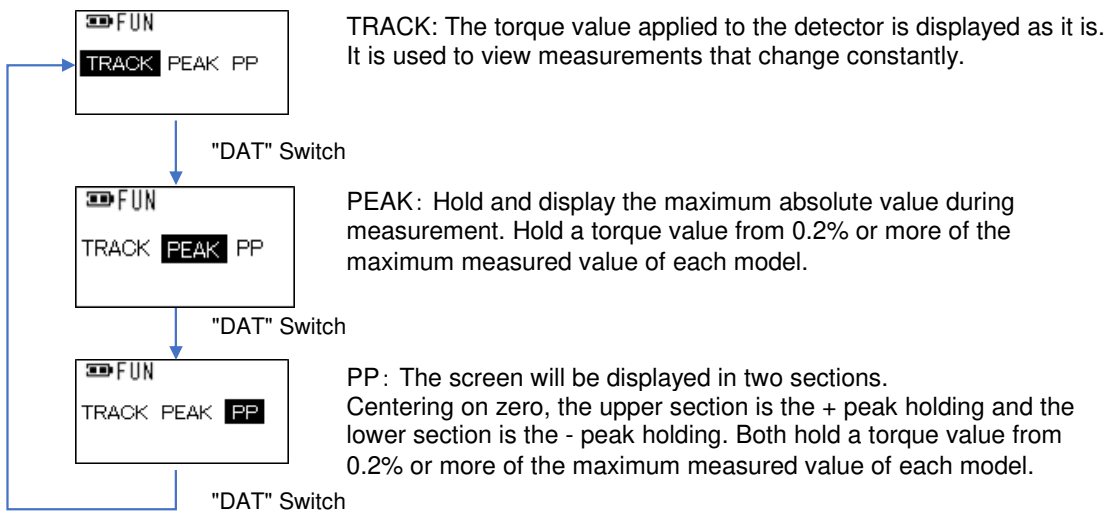 FUN
TRACK PEAK PP
TRACK: The torque value applied to the detector is displayed as it is.
It is used to view measurements that change constantly.
"DAT" Switch
FUN
TRACK PEAK PP
PEAK: Hold and display the maximum absolute value during
measurement. Hold a torque value from 0.2% or more of the
maximum measured value of each model.
"DAT" Switch
FUN
TRACK PEAK PP
PP: The screen will be displayed in two sections.
Centering on zero, the upper section is the + peak holding and the
lower section is the - peak holding. Both hold a torque value from
0.2% or more of the maximum measured value of each model.
"DAT" Switch